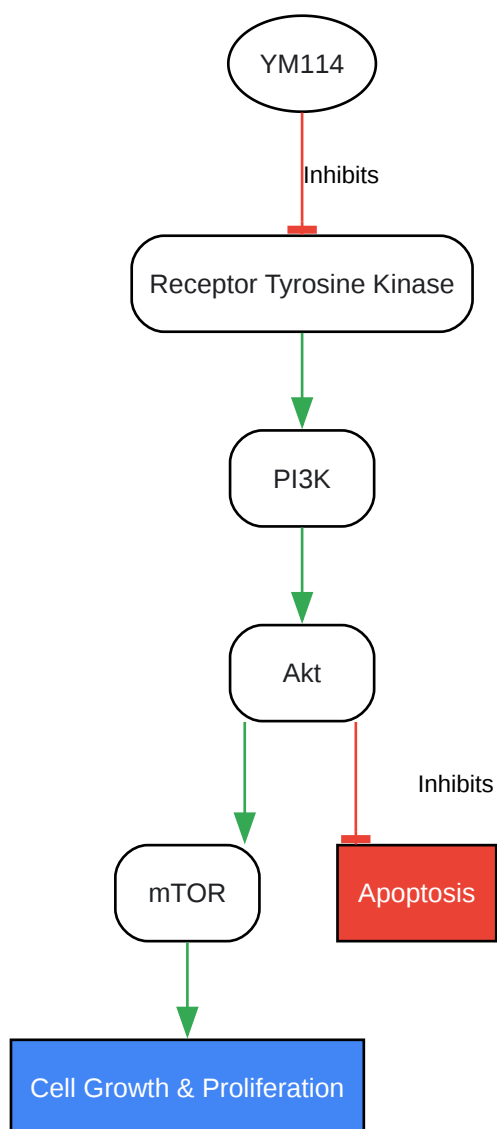 YM114
Inhibits
Receptor Tyrosine Kinase
PI3K
Akt
Inhibits
mTOR
Apoptosis
Cell Growth & Proliferation